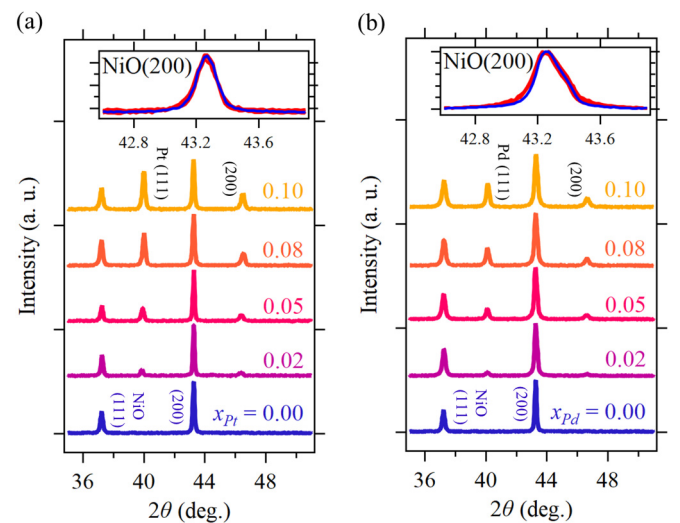 (a)
NiO(200)
42.8 43.2 43.6
Pt (111)
(200)
0.10
0.08
0.05
0.02
NiO
(111)
(200)
x_Pt = 0.00
Intensity (a. u.)
36 40 44 48
2θ (deg.)
(b)
NiO(200)
42.8 43.2 43.6
Pd (111)
(200)
0.10
0.08
0.05
0.02
NiO
(111)
(200)
x_Pd = 0.00
Intensity (a. u.)
36 40 44 48
2θ (deg.)